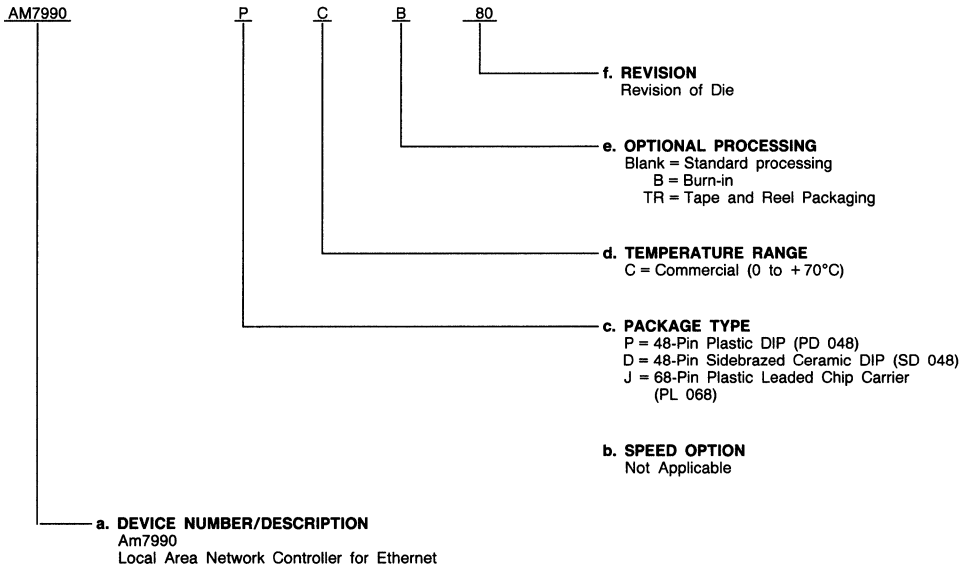 AM7990 P C B 80
f. REVISION
Revision of Die
e. OPTIONAL PROCESSING
Blank = Standard processing
B = Burn-in
TR = Tape and Reel Packaging
d. TEMPERATURE RANGE
C = Commercial (0 to +70°C)
c. PACKAGE TYPE
P = 48-Pin Plastic DIP (PD 048)
D = 48-Pin Sidebrazed Ceramic DIP (SD 048)
J = 68-Pin Plastic Leaded Chip Carrier
(PL 068)
b. SPEED OPTION
Not Applicable
a. DEVICE NUMBER/DESCRIPTION
Am7990
Local Area Network Controller for Ethernet